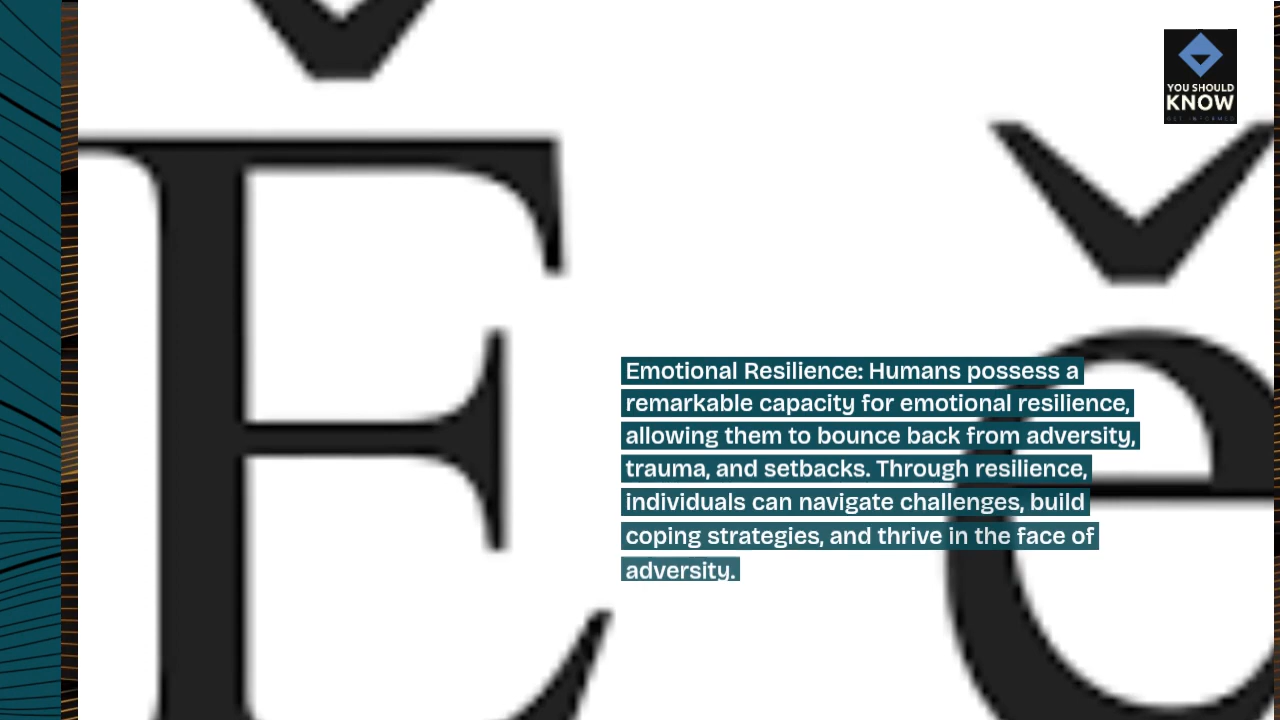 Ě ě
YOU SHOULD
KNOW
GET INFORMED
Emotional Resilience: Humans possess a
remarkable capacity for emotional resilience,
allowing them to bounce back from adversity,
trauma, and setbacks. Through resilience,
individuals can navigate challenges, build
coping strategies, and thrive in the face of
adversity.